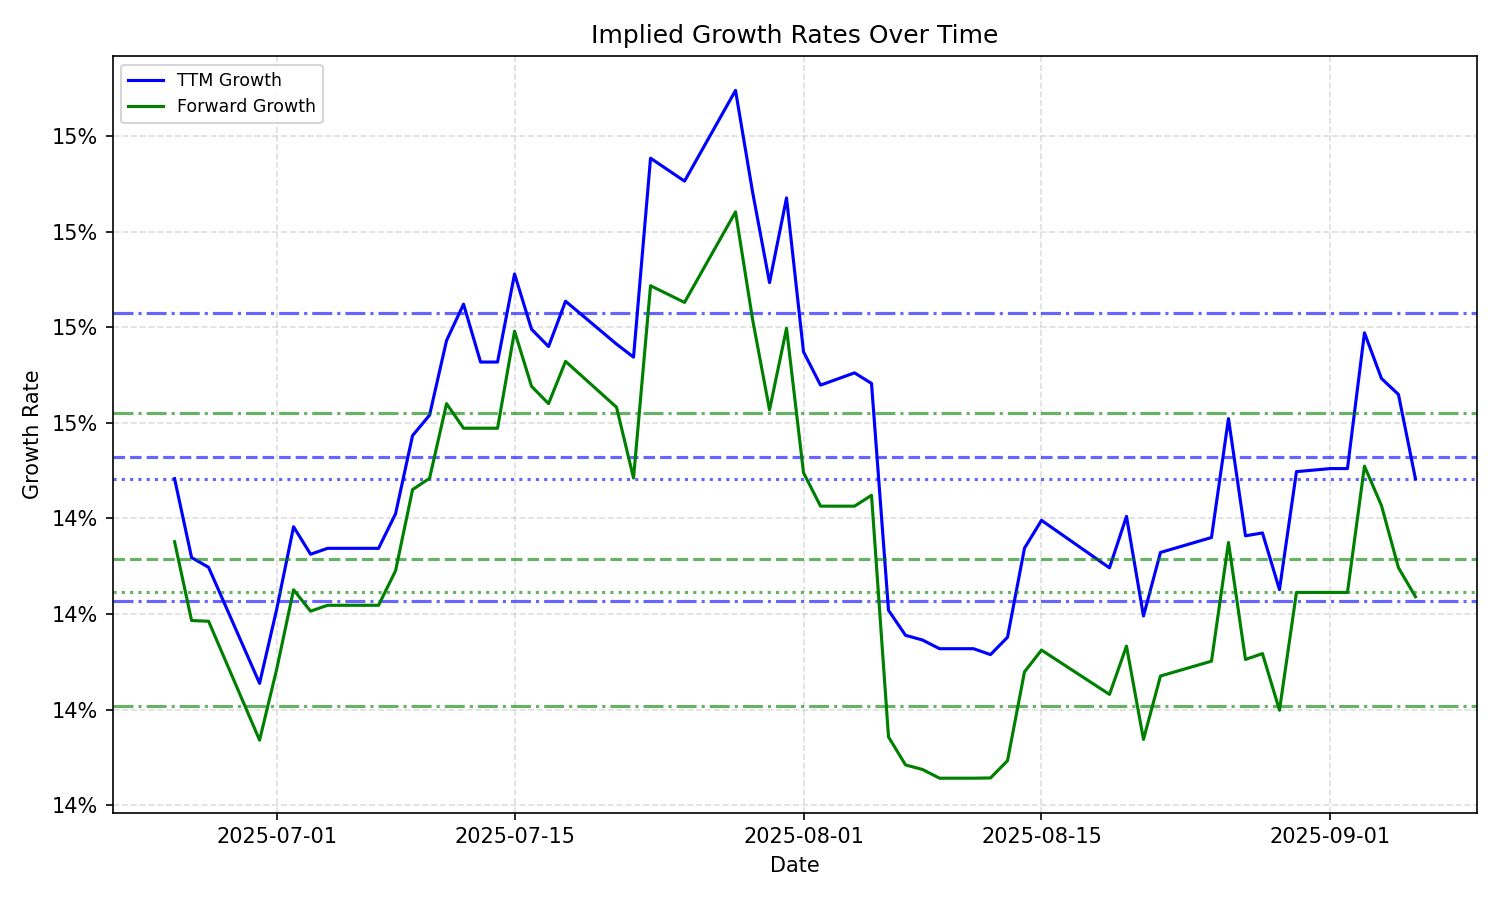 Implied Growth Rates Over Time
TTM Growth
Forward Growth
15%
15%
15%
15%
14%
14%
14%
14%
Growth Rate
2025-07-01
2025-07-15
2025-08-01
2025-08-15
2025-09-01
Date